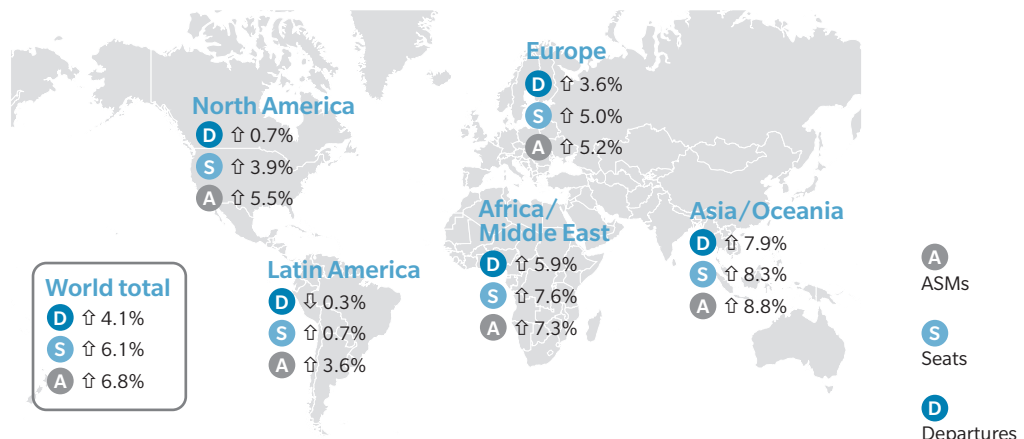 Europe
D ⇧ 3.6%
S ⇧ 5.0%
A ⇧ 5.2%
North America
D ⇧ 0.7%
S ⇧ 3.9%
A ⇧ 5.5%
Africa/
Middle East
D ⇧ 5.9%
S ⇧ 7.6%
A ⇧ 7.3%
Asia/Oceania
D ⇧ 7.9%
S ⇧ 8.3%
A ⇧ 8.8%
Latin America
D ⇩ 0.3%
S ⇧ 0.7%
A ⇧ 3.6%
World total
D ⇧ 4.1%
S ⇧ 6.1%
A ⇧ 6.8%
A
ASMs
S
Seats
D
Departures